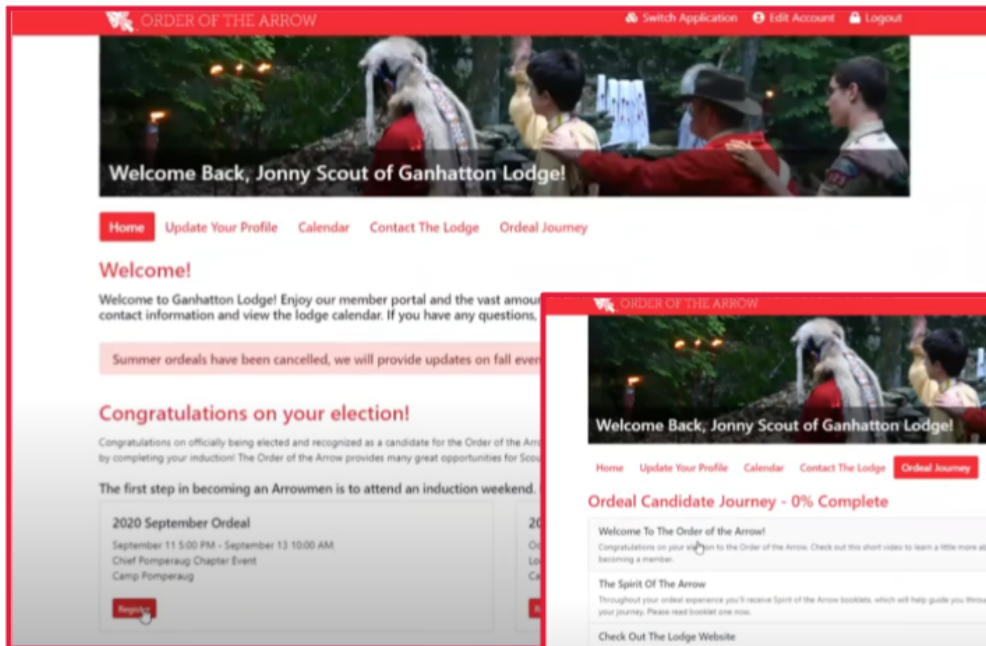 ORDER OF THE ARROW
Switch Application Edit Account Logout
Welcome Back, Jonny Scout of Ganhatton Lodge!
Home Update Your Profile Calendar Contact The Lodge Ordeal Journey
Welcome!
Welcome to Ganhatton Lodge! Enjoy our member portal and the vast
contact information and view the lodge calendar. If you have any questions,
Summer ordeals have been cancelled, we will provide updates on fall
Congratulations on your election!
Congratulations on officially being elected and recognized as a candidate for the Order of the
by completing your induction! The Order of the Arrow provides many great opportunities for
The first step in becoming an Arrowmen is to attend an induction weekend.
2020 September Ordeal
September 11 5:00 PM - September 13 10:00 AM
Chief Pomperaug Chapter Event
Camp Pomperaug
Register
20
ORDER OF THE ARROW
Welcome Back, Jonny Scout of Ganhatton Lodge!
Home Update Your Profile Calendar Contact The Lodge Ordeal Journey
Ordeal Candidate Journey - 0% Complete
Welcome To The Order of the Arrow!
Congratulations on your election to the Order of the Arrow. Check out this short video to learn a little more
becoming a member.
The Spirit Of The Arrow
Throughout your ordeal experience you'll receive Spirit of the Arrow booklets, which will help guide you
your journey. Please read booklet one now.
Check Out The Lodge Website